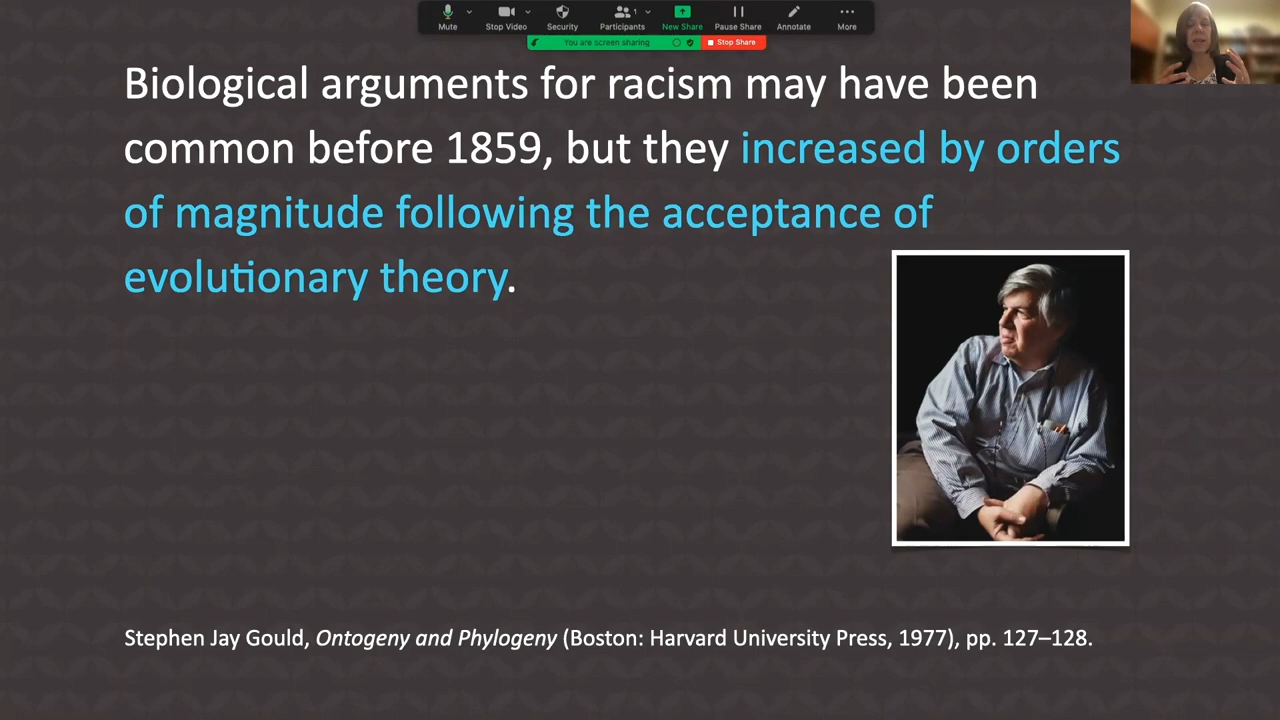 Mute
Stop Video
Security
Participants
1
New Share
Pause Share
Annotate
More
You are screen sharing
Stop Share
Biological arguments for racism may have been
common before 1859, but they increased by orders
of magnitude following the acceptance of
evolutionary theory.
Stephen Jay Gould, Ontogeny and Phylogeny (Boston: Harvard University Press, 1977), pp. 127–128.